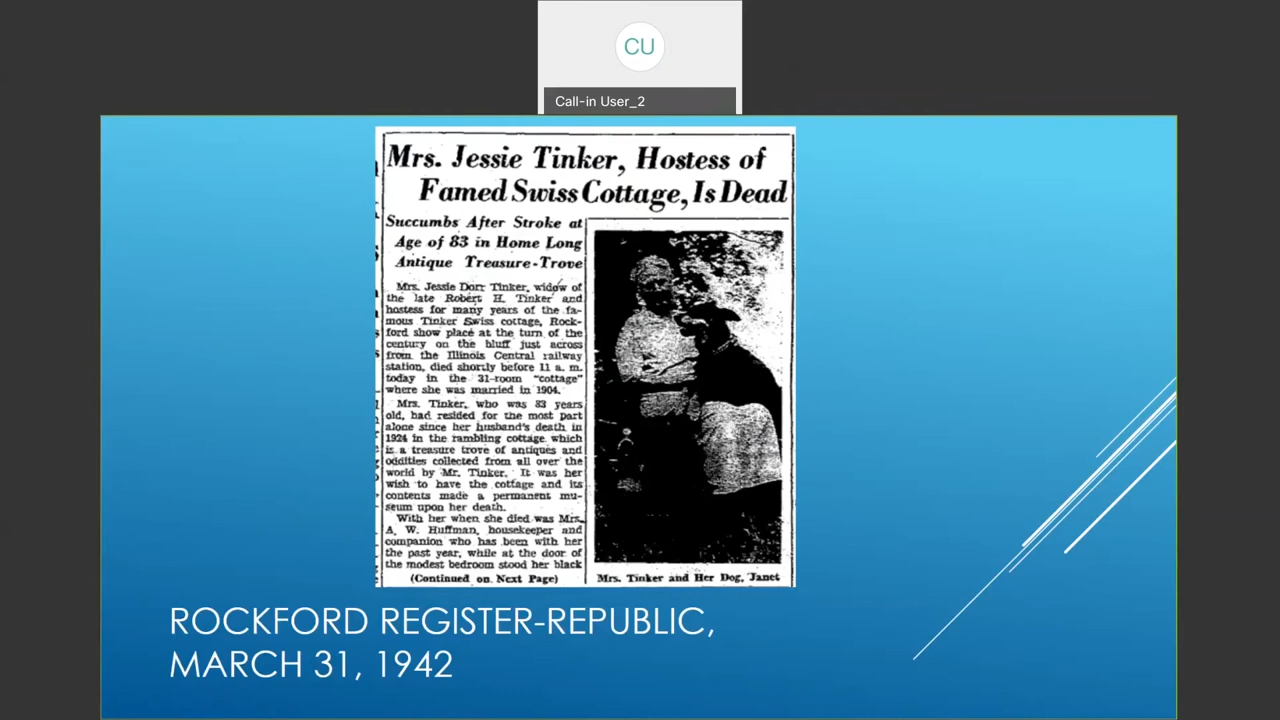 CU
Call-in User_2
Mrs. Jessie Tinker, Hostess of
Famed Swiss Cottage, Is Dead
Succumbs After Stroke at
Age of 83 in Home Long
Antique Treasure-Trove
Mrs. Jessie Dorr Tinker, widow of
the late Robert H. Tinker and
hostess for many years of the fa-
mous Tinker Swiss cottage, Rock-
ford show place at the turn of the
century on the bluff just across
from the Illinois Central railway
station, died shortly before 11 a. m.
today in the 31-room "cottage"
where she was married in 1904.
Mrs. Tinker, who was 83 years
old, had resided for the most part
alone since her husband's death in
1924 in the rambling cottage which
is a treasure trove of antiques and
oddities collected from all over the
world by Mr. Tinker. It was her
wish to have the cottage and its
contents made a permanent mu-
seum upon her death.
With her when she died was Mrs.
A. W. Huffman, housekeeper and
companion who has been with her
the past year, while at the door of
the modest bedroom stood her black
(Continued on Next Page)
Mrs. Tinker and Her Dog, Janet
ROCKFORD REGISTER-REPUBLIC,
MARCH 31, 1942